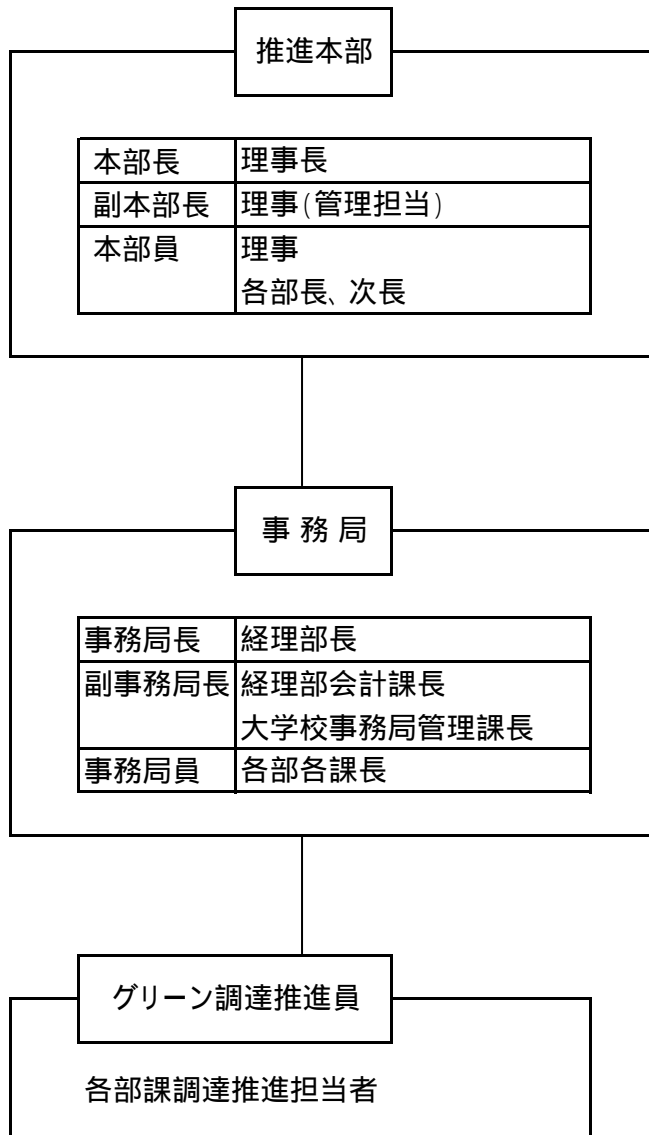 推進本部
本部長 理事長
副本部長 理事(管理担当)
本部員 理事
各部長、次長
事 務 局
事務局長 経理部長
副事務局長 経理部会計課長
大学校事務局管理課長
事務局員 各部各課長
グリーン調達推進員
各部課調達推進担当者